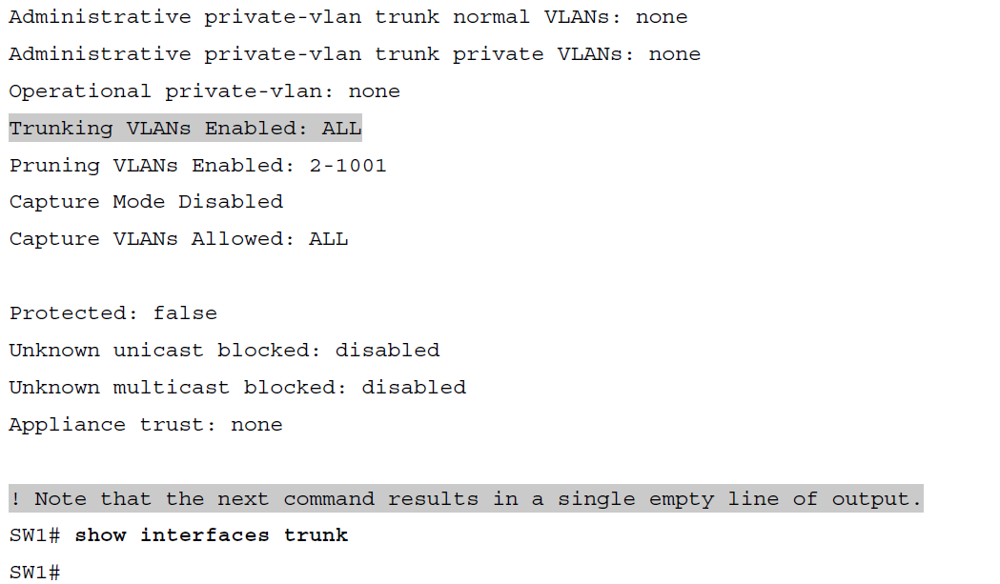 Administrative private-vlan trunk normal VLANs: none
Administrative private-vlan trunk private VLANs: none
Operational private-vlan: none
Trunking VLANs Enabled: ALL
Pruning VLANs Enabled: 2-1001
Capture Mode Disabled
Capture VLANs Allowed: ALL
Protected: false
Unknown unicast blocked: disabled
Unknown multicast blocked: disabled
Appliance trust: none
! Note that the next command results in a single empty line of output.
SW1# show interfaces trunk
SW1#